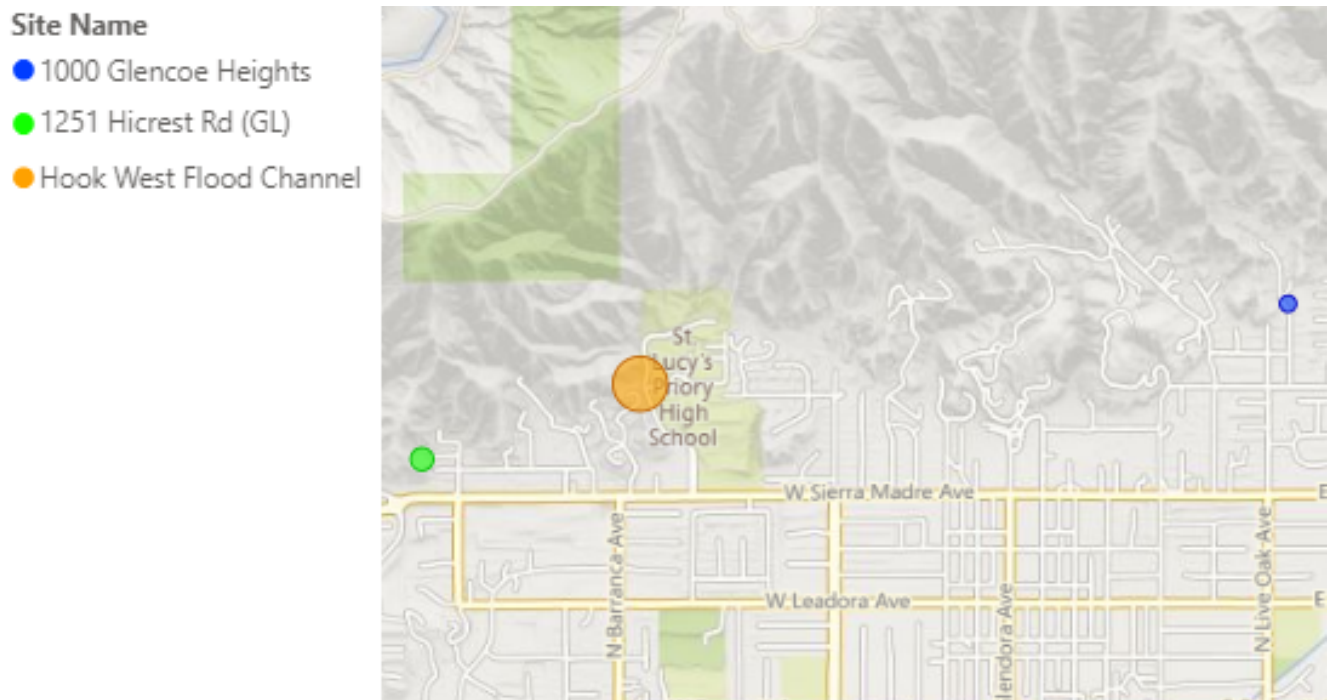 Site Name
1000 Glencoe Heights
1251 Hicrest Rd (GL)
Hook West Flood Channel
St.
Lucy's
Priory
High
School
W Sierra Madre Ave
E
N Barranca Ave
W Leadora Ave
E
lendora Ave
N Live Oak Ave